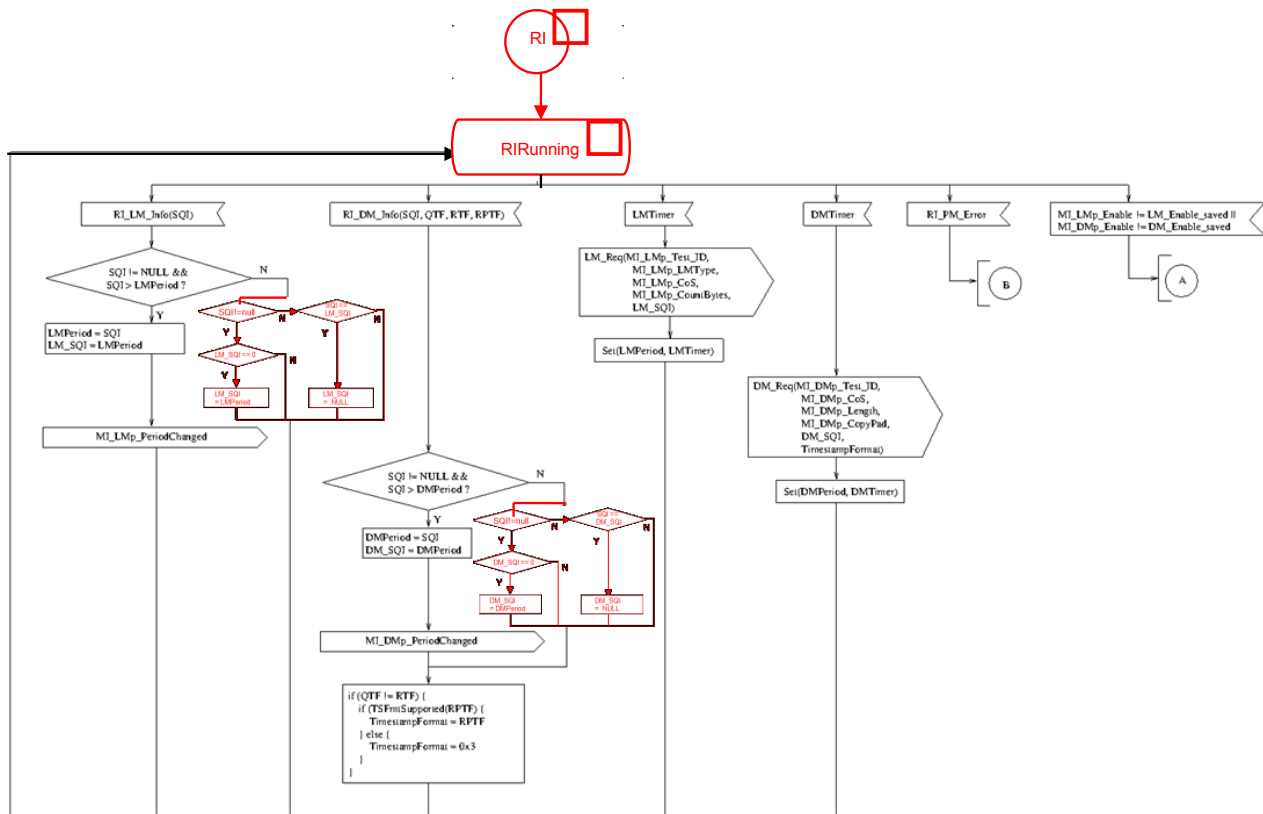 RI
RIRunning
RI_LM_Info(SQI)
RI_DM_Info(SQI, QTF, RTF, RPTF)
LMTimer
DMTimer
RI_PM_Error
MI_LMp_Enable != LM_Enable_saved ||
MI_DMp_Enable != DM_Enable_saved
SQI != NULL &&
SQI > LMPeriod ?
N
Y
LMPeriod = SQI
LM_SQI = LMPeriod
SQI!=null
N
SQI ==
LM_SQI
N
Y
Y
LM_SQI == 0
N
Y
LM_SQI
= LMPeriod
LM_SQI
= NULL
MI_LMp_PeriodChanged
LM_Req(MI_LMp_Test_ID,
MI_LMp_LMType,
MI_LMp_CoS,
MI_LMp_CountBytes,
LM_SQI)
Set(LMPeriod, LMTimer)
B
A
DM_Req(MI_DMp_Test_ID,
MI_DMp_CoS,
MI_DMp_Length,
MI_DMp_CopyPad,
DM_SQI,
TimestampFormat)
Set(DMPeriod, DMTimer)
SQI != NULL &&
SQI > DMPeriod ?
N
Y
DMPeriod = SQI
DM_SQI = DMPeriod
SQI!=null
N
SQI ==
DM_SQI
N
Y
Y
DM_SQI == 0
N
Y
DM_SQI
= DMPeriod
DM_SQI
= NULL
MI_DMp_PeriodChanged
if (QTF != RTF) {
if (TSFmtSupported(RPTF) {
TimestampFormat = RPTF
} else {
TimestampFormat = 0x3
}
}